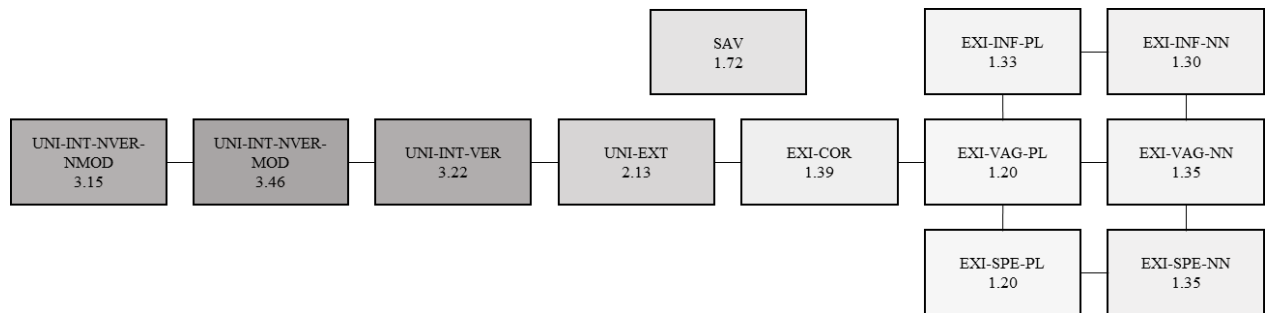 SAV
1.72
EXI-INF-PL
1.33
EXI-INF-NN
1.30
UNI-INT-NVER-
NMOD
3.15
UNI-INT-NVER-
MOD
3.46
UNI-INT-VER
3.22
UNI-EXT
2.13
EXI-COR
1.39
EXI-VAG-PL
1.20
EXI-VAG-NN
1.35
EXI-SPE-PL
1.20
EXI-SPE-NN
1.35